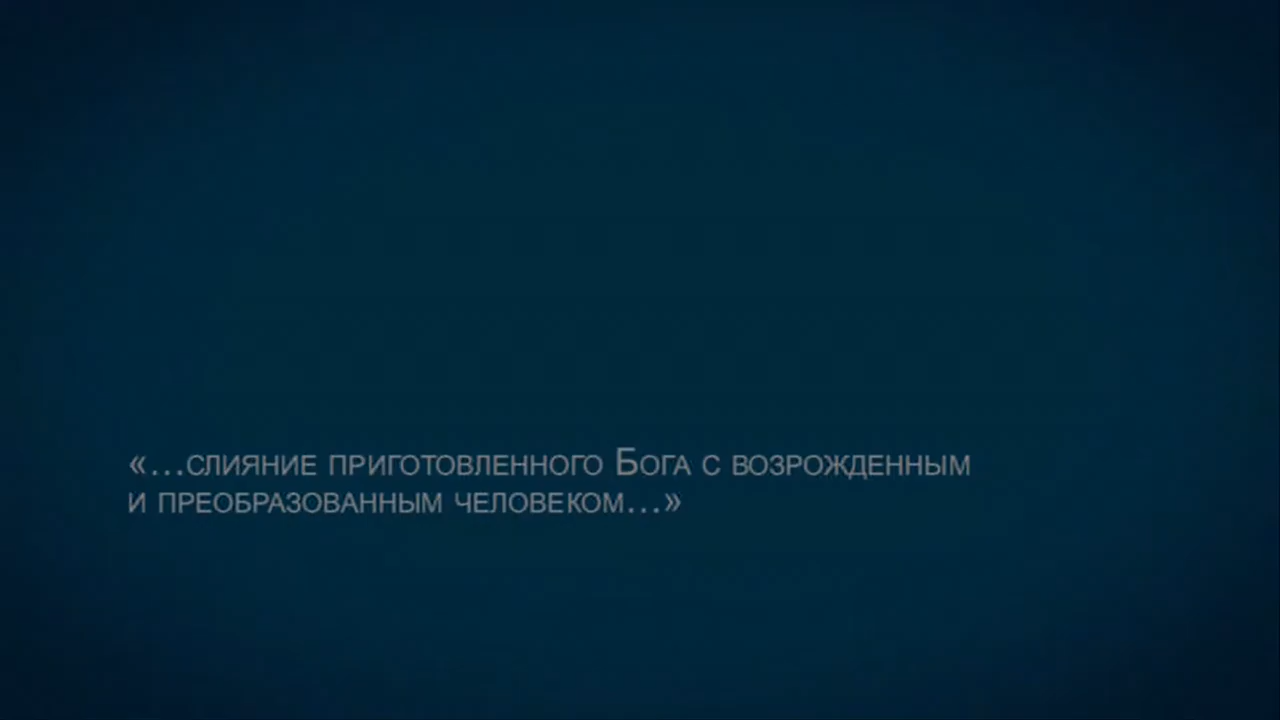 «…слияние приготовленного Бога с возрожденным
и преобразованным человеком…»